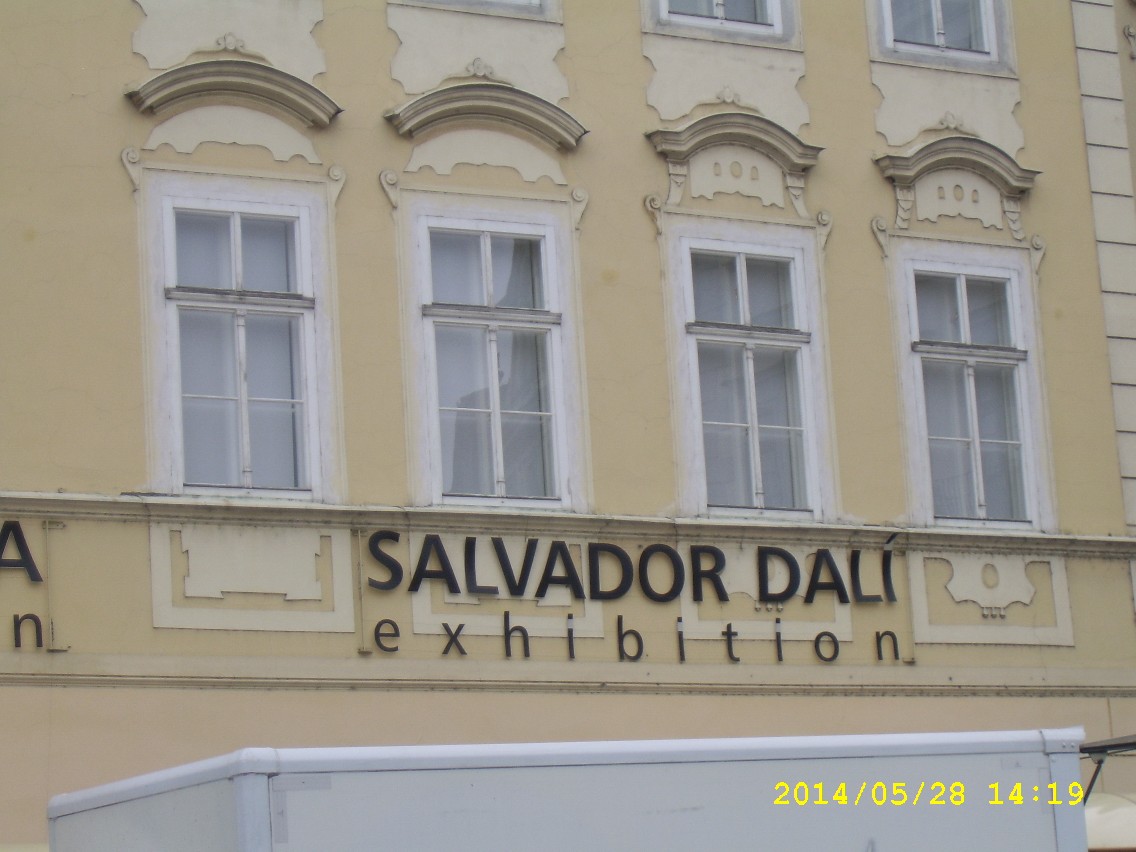 A
n
SALVADOR DALÍ
exhibition
2014/05/28 14:19